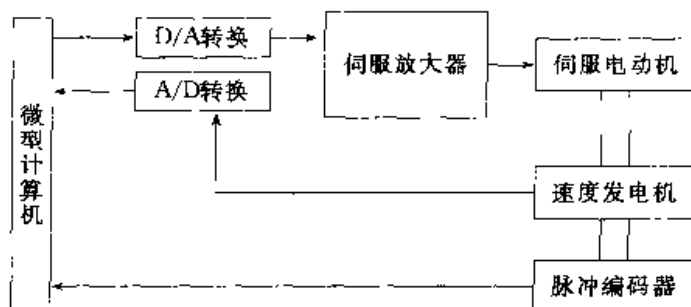 D/A转换
伺服放大器
伺服电动机
A/D转换
微型计算机
速度发电机
脉冲编码器